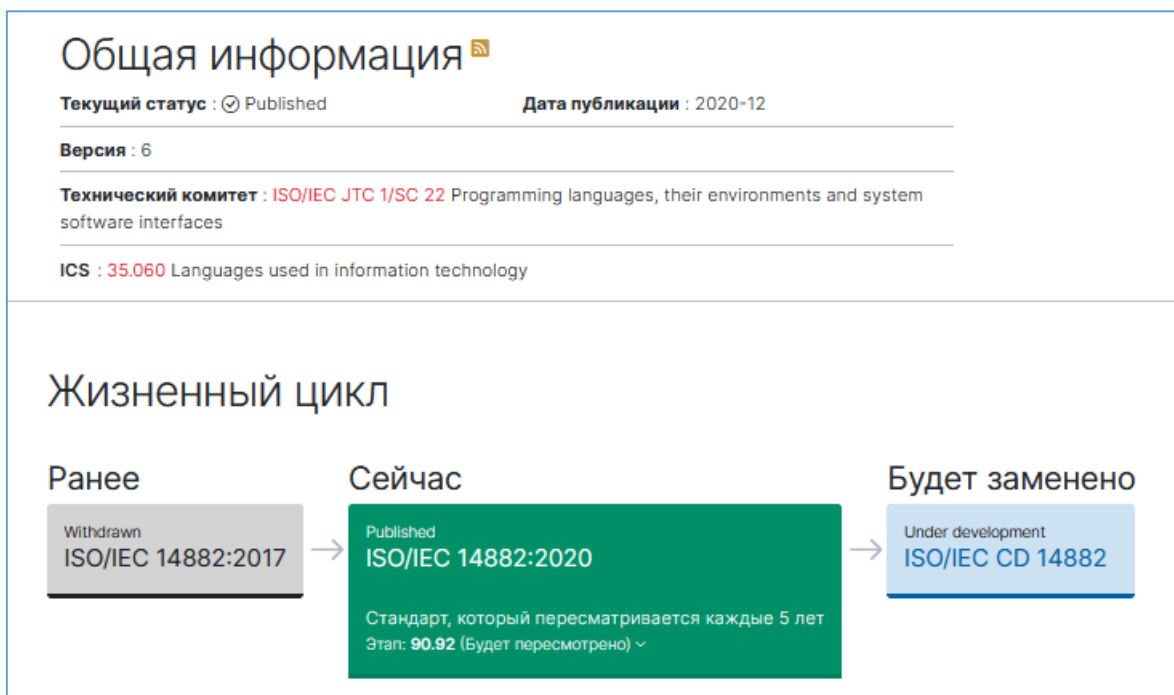 Общая информация
Текущий статус : Published
Дата публикации : 2020-12
Версия : 6
Технический комитет : ISO/IEC JTC 1/SC 22 Programming languages, their environments and system
software interfaces
ICS : 35.060 Languages used in information technology
Жизненный цикл
Ранее
Withdrawn
ISO/IEC 14882:2017
Сейчас
Published
ISO/IEC 14882:2020
Стандарт, который пересматривается каждые 5 лет
Этап: 90.92 (Будет пересмотрено)
Будет заменено
Under development
ISO/IEC CD 14882